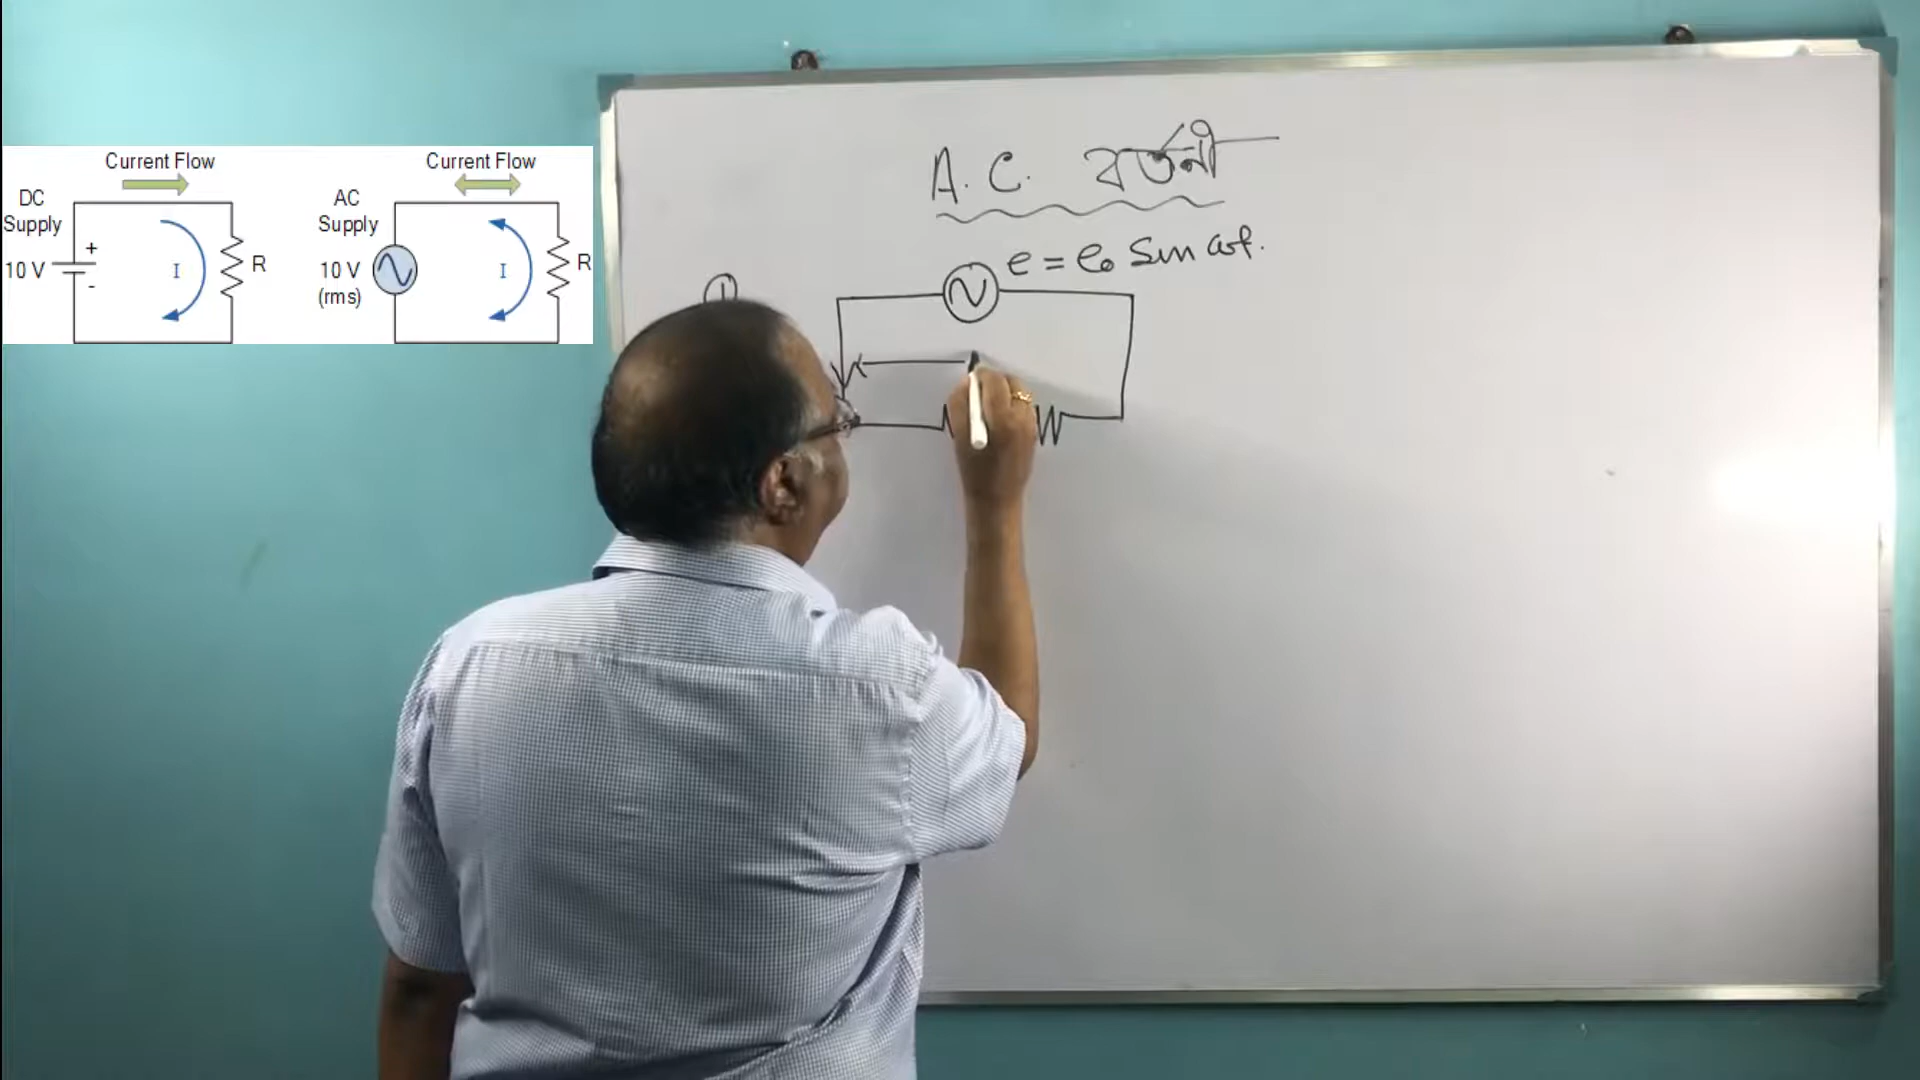 Current Flow
DC
Supply
10 V
+
-
I
R
Current Flow
AC
Supply
10 V
(rms)
I
R
A.C. বর্তনী
e = e₀ Sin ωt.